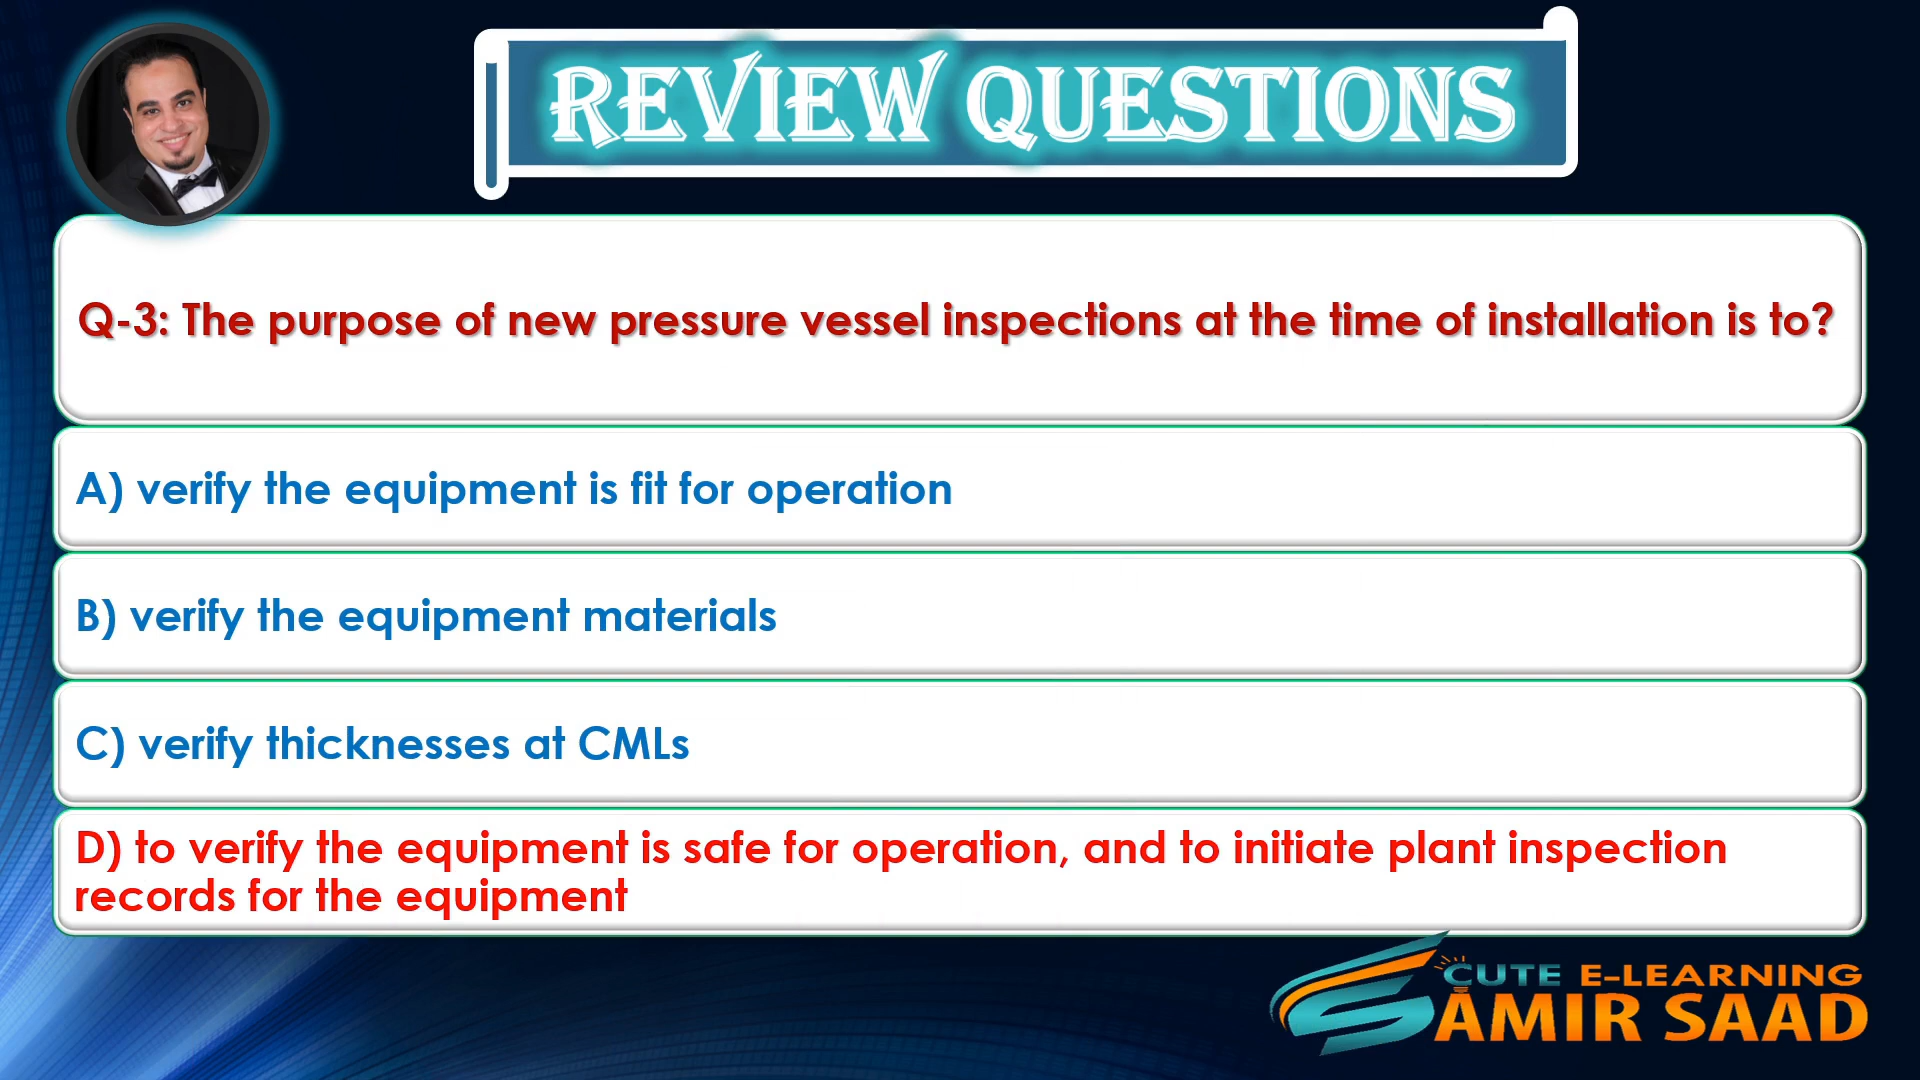 REVIEW QUESTIONS
Q-3: The purpose of new pressure vessel inspections at the time of installation is to?
A) verify the equipment is fit for operation
B) verify the equipment materials
C) verify thicknesses at CMLs
D) to verify the equipment is safe for operation, and to initiate plant inspection
records for the equipment
CUTE E-LEARNING
AMIR SAAD